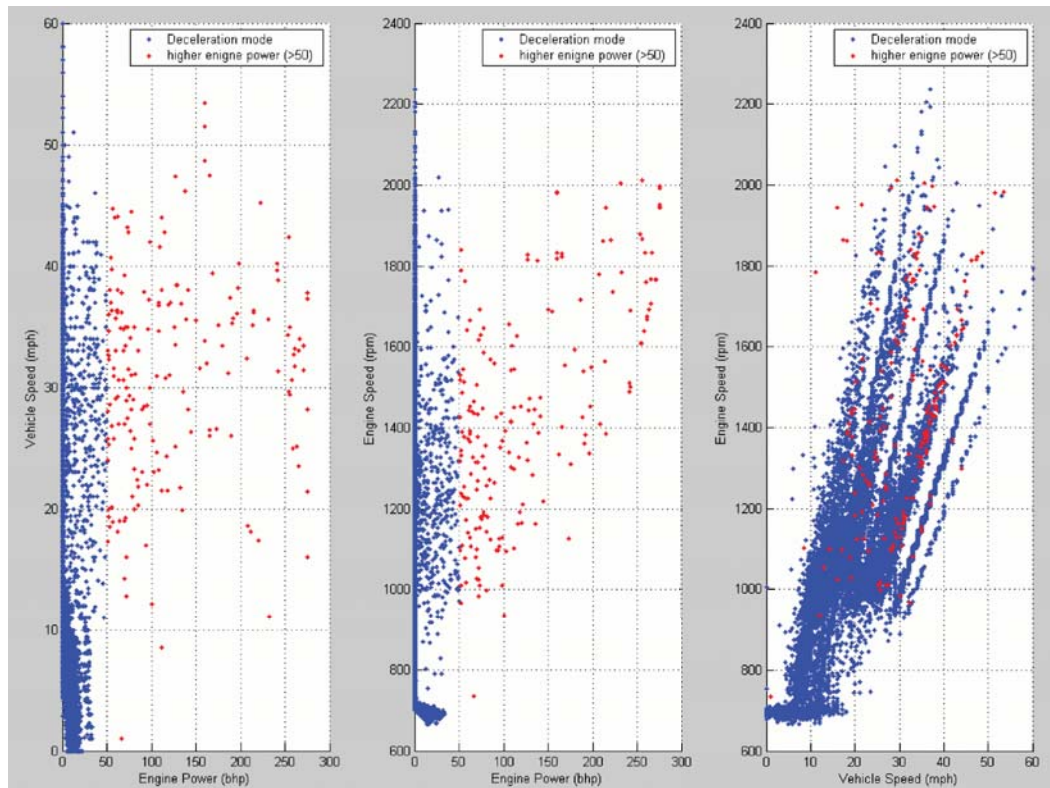 60
50
40
30
20
10
0
Vehicle Speed (mph)
0 50 100 150 200 250 300
Engine Power (bhp)
Deceleration mode
higher enigne power (>50)
2400
2200
2000
1800
1600
1400
1200
1000
800
600
Engine Speed (rpm)
0 50 100 150 200 250 300
Engine Power (bhp)
Deceleration mode
higher enigne power (>50)
2400
2200
2000
1800
1600
1400
1200
1000
800
600
Engine Speed (rpm)
0 10 20 30 40 50 60
Vehicle Speed (mph)
Deceleration mode
higher enigne power (>50)